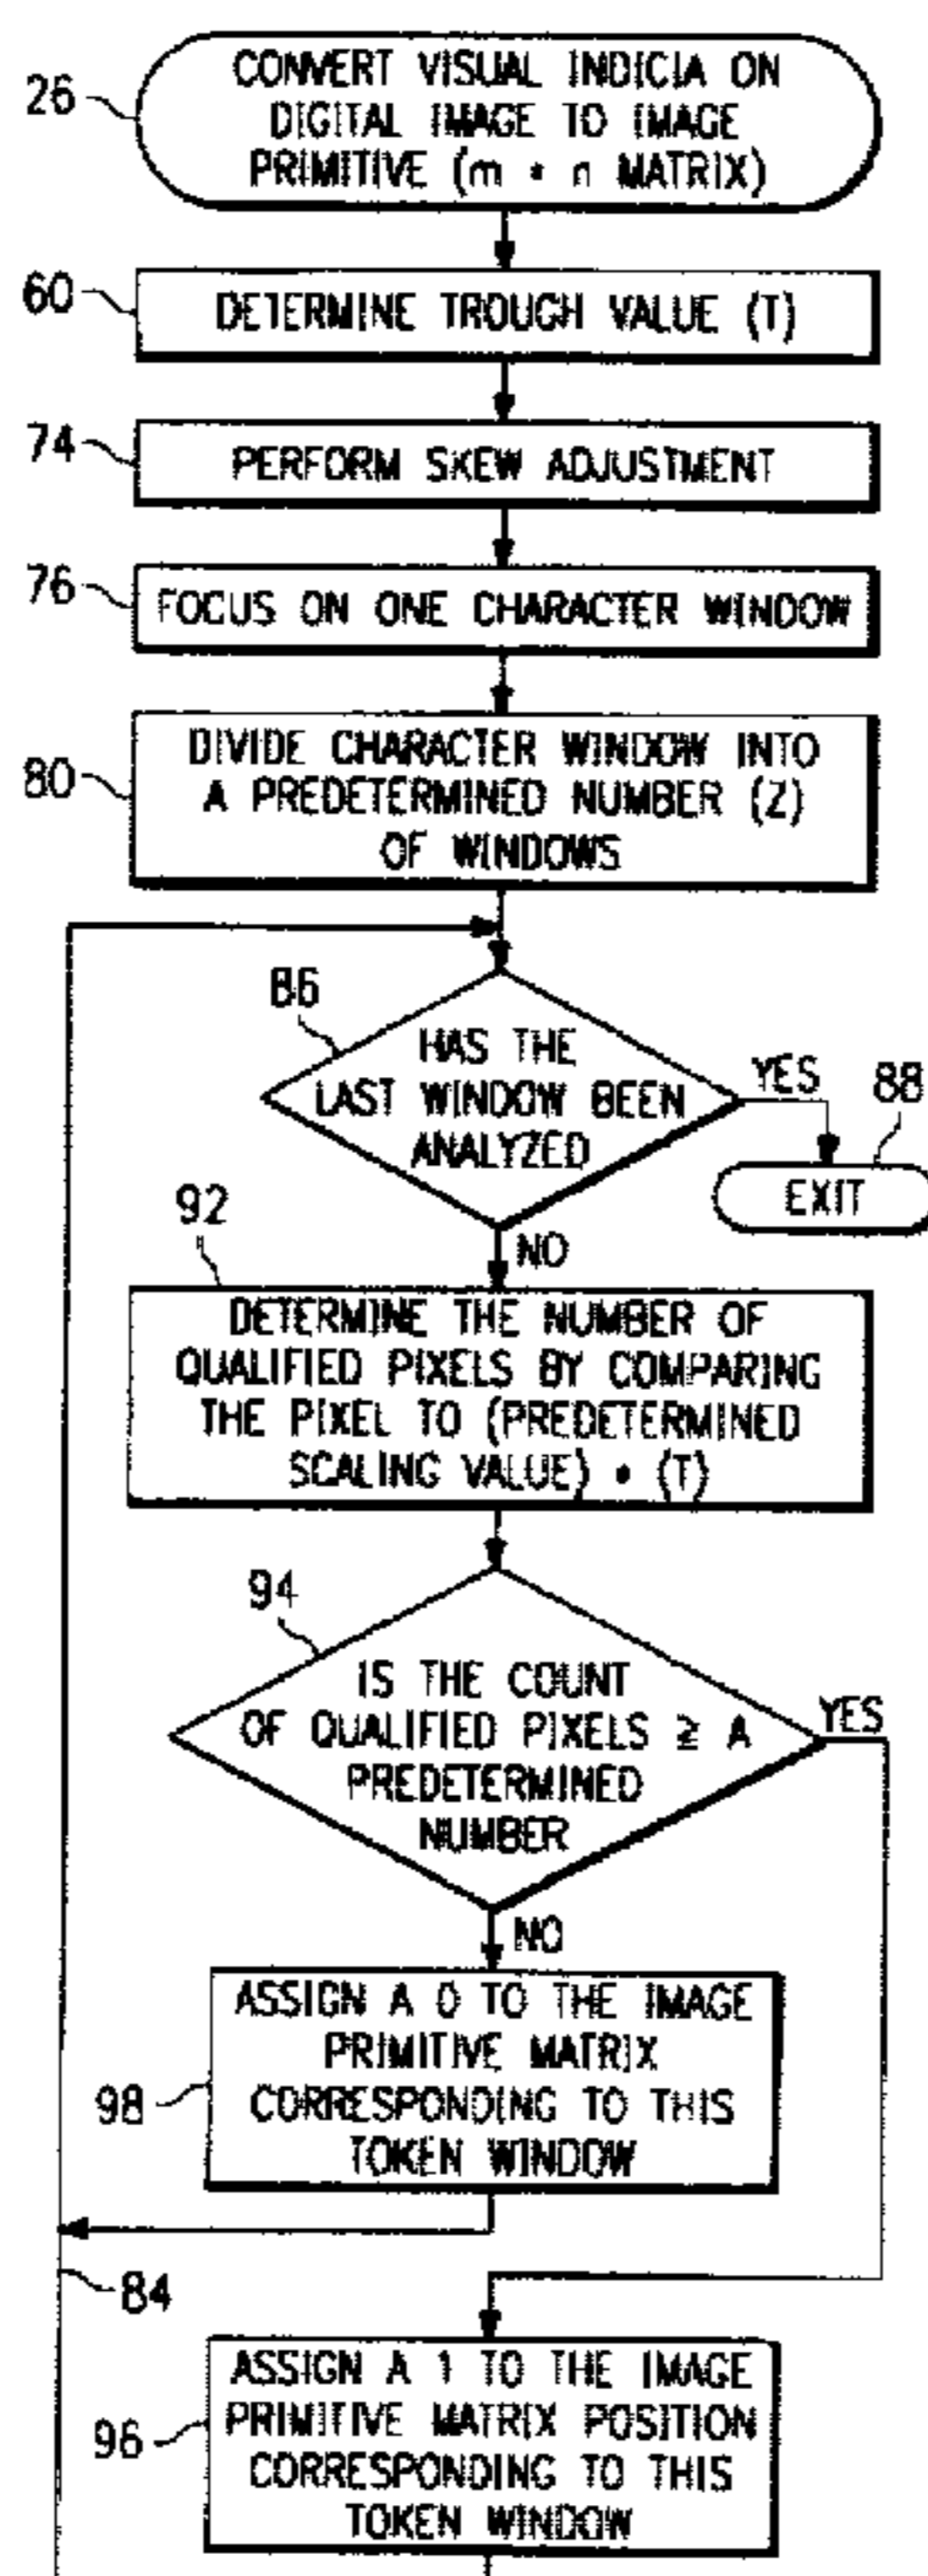 26
CONVERT VISUAL INDICIA ON
DIGITAL IMAGE TO IMAGE
PRIMITIVE (m * n MATRIX)
60
DETERMINE TROUGH VALUE (T)
74
PERFORM SKEW ADJUSTMENT
76
FOCUS ON ONE CHARACTER WINDOW
80
DIVIDE CHARACTER WINDOW INTO
A PREDETERMINED NUMBER (Z)
OF WINDOWS
86
HAS THE
LAST WINDOW BEEN
ANALYZED
YES
88
EXIT
NO
92
DETERMINE THE NUMBER OF
QUALIFIED PIXELS BY COMPARING
THE PIXEL TO (PREDETERMINED
SCALING VALUE) * (T)
94
IS THE COUNT
OF QUALIFIED PIXELS ≥ A
PREDETERMINED
NUMBER
YES
NO
98
ASSIGN A 0 TO THE IMAGE
PRIMITIVE MATRIX
CORRESPONDING TO THIS
TOKEN WINDOW
84
96
ASSIGN A 1 TO THE IMAGE
PRIMITIVE MATRIX POSITION
CORRESPONDING TO THIS
TOKEN WINDOW